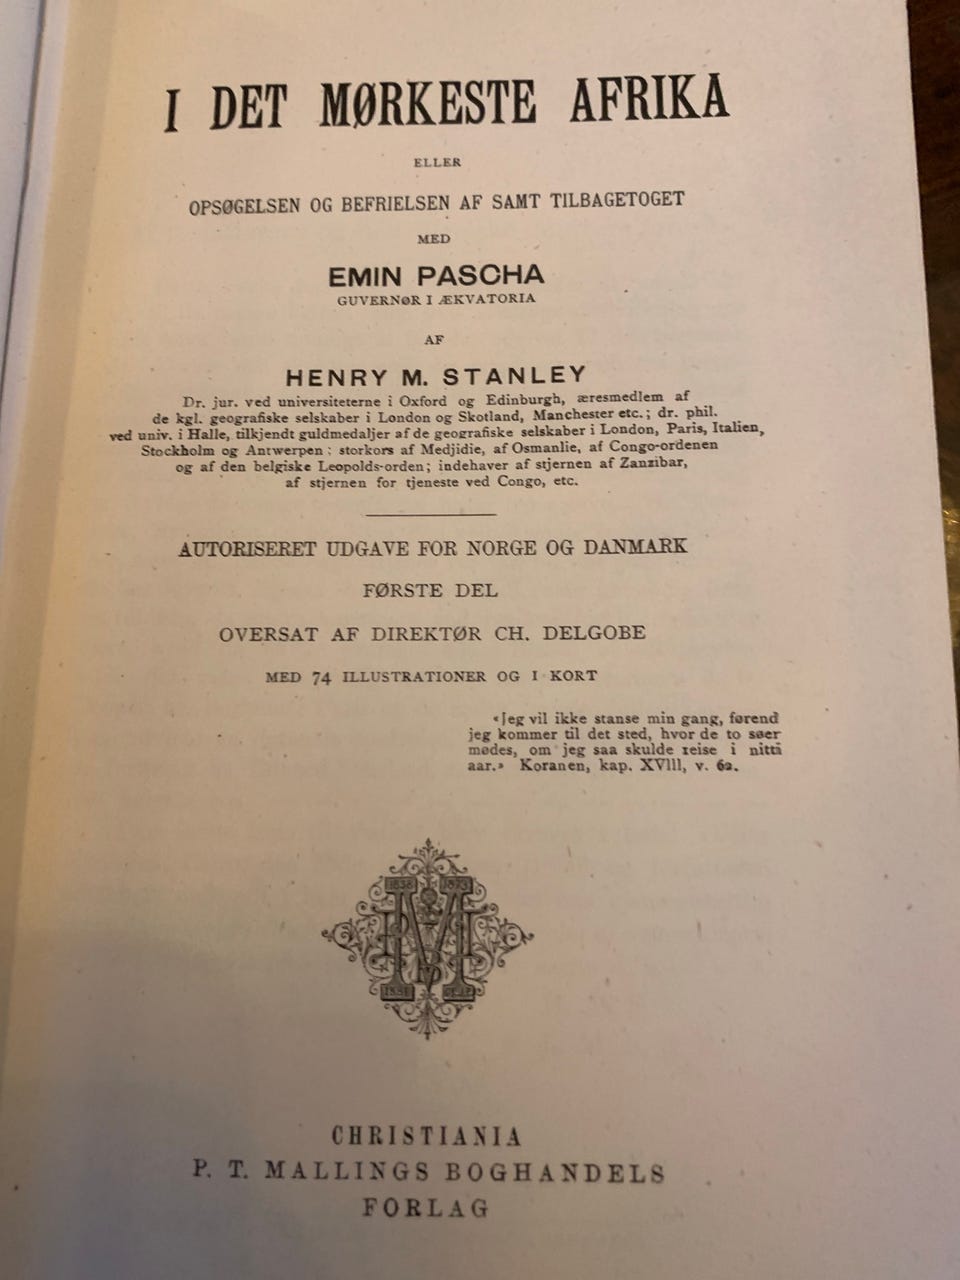 I DET MØRKESTE AFRIKA
ELLER
OPSØGELSEN OG BEFRIELSEN AF SAMT TILBAGETOGET
MED
EMIN PASCHA
GUVERNØR I ÆKVATORIA
AF
HENRY M. STANLEY
Dr. jur. ved universiteterne i Oxford og Edinburgh, æresmedlem af
de kgl. geografiske selskaber i London og Skotland, Manchester etc.; dr. phil.
ved univ. i Halle, tilkjendt guldmedaljer af de geografiske selskaber i London, Paris, Italien,
Stockholm og Antwerpen: storkors af Medjidie, af Osmanlie, af Congo-ordenen
og af den belgiske Leopolds-orden; indehaver af stjernen af Zanzibar,
af stjernen for tjeneste ved Congo, etc.
AUTORISERET UDGAVE FOR NORGE OG DANMARK
FØRSTE DEL
OVERSAT AF DIREKTØR CH. DELGOBE
MED 74 ILLUSTRATIONER OG I KORT
«Jeg vil ikke stanse min gang, førend
jeg kommer til det sted, hvor de to søer
mødes, om jeg saa skulde reise i nitti
aar.» Koranen, kap. XVIII, v. 62.
1838 1873
1881
CHRISTIANIA
P. T. MALLINGS BOGHANDELS
FORLAG